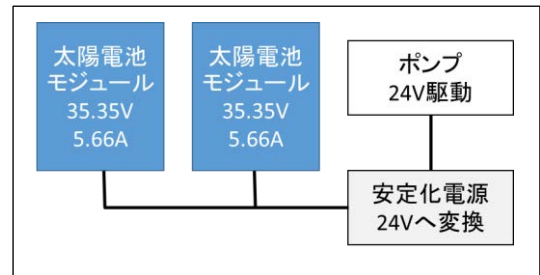 太陽電池
モジュール
35.35V
5.66A
太陽電池
モジュール
35.35V
5.66A
ポンプ
24V駆動
安定化電源
24Vへ変換